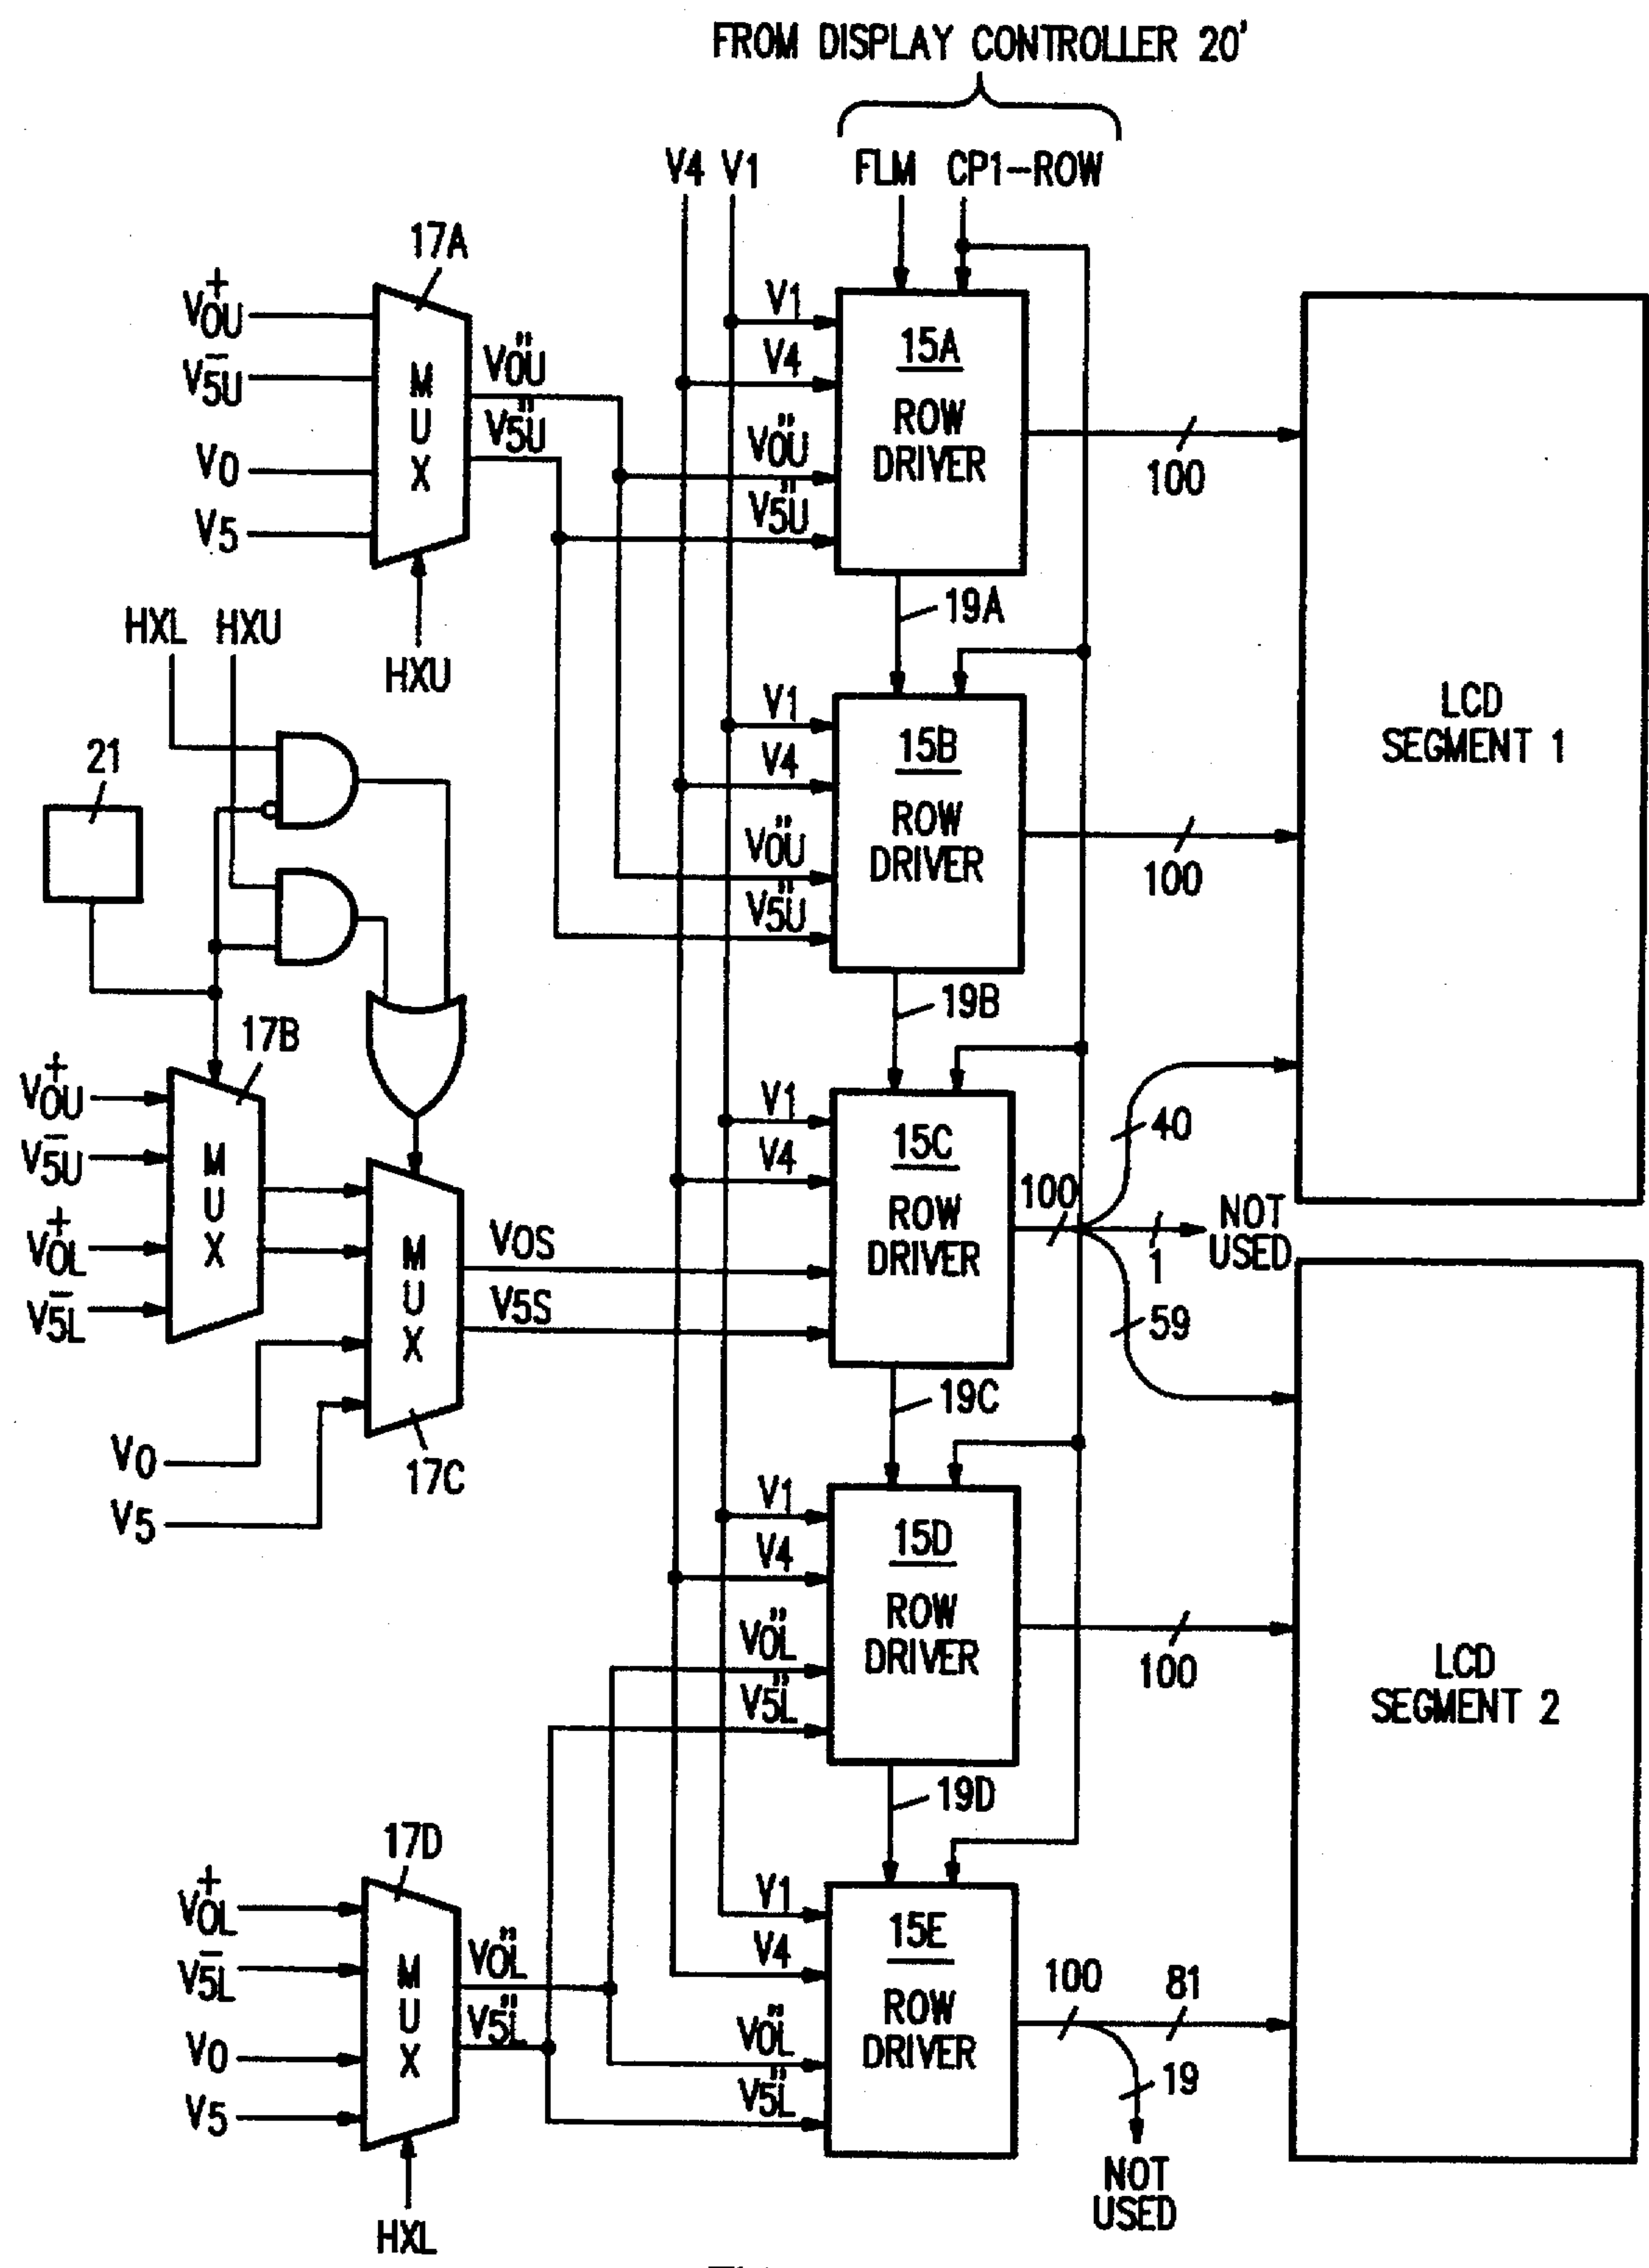 FROM DISPLAY CONTROLLER 20'
V4 V1 FLM CP1-ROW
17A
V0U+
V5U-
V0
V5
MUX
V0U"
V5U"
HXU
V1
V4
V0U"
V5U"
15A
ROW
DRIVER
100
19A
HXL HXU
21
V1
V4
V0U"
V5U"
15B
ROW
DRIVER
100
19B
LCD
SEGMENT 1
17B
V0U+
V5U-
V0L+
V5L-
MUX
V0
V5
MUX
17C
V0S
V5S
V1
V4
15C
ROW
DRIVER
100
40
1
NOT
USED
59
19C
V1
V4
V0L"
V5L"
15D
ROW
DRIVER
100
19D
LCD
SEGMENT 2
17D
V0L+
V5L-
V0
V5
MUX
V0L"
V5L"
HXL
V1
V4
V0L"
V5L"
15E
ROW
DRIVER
100
81
19
NOT
USED